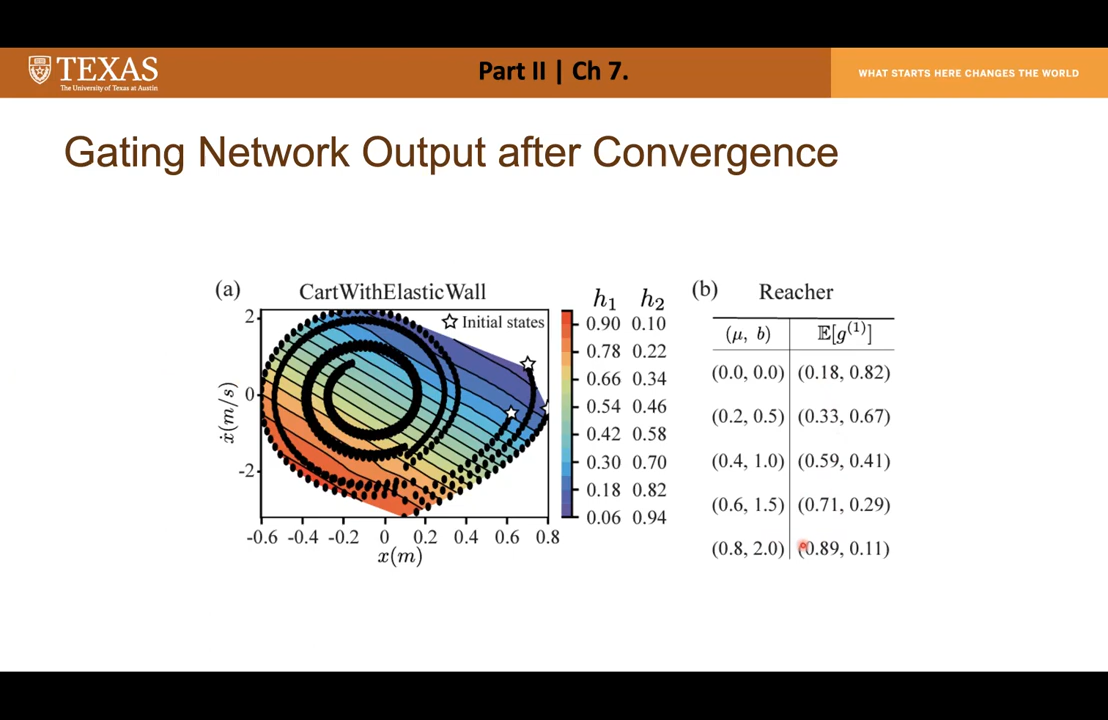 TEXAS
The University of Texas at Austin
Part II | Ch 7.
WHAT STARTS HERE CHANGES THE WORLD
Gating Network Output after Convergence
(a) CartWithElasticWall
h₁ h₂
Initial states
2
0
-2
ẋ(m/s)
-0.6 -0.4 -0.2 0 0.2 0.4 0.6 0.8
x(m)
0.90 0.10
0.78 0.22
0.66 0.34
0.54 0.46
0.42 0.58
0.30 0.70
0.18 0.82
0.06 0.94
(b) Reacher
(μ, b) 𝔼[g⁽¹⁾]
(0.0, 0.0) (0.18, 0.82)
(0.2, 0.5) (0.33, 0.67)
(0.4, 1.0) (0.59, 0.41)
(0.6, 1.5) (0.71, 0.29)
(0.8, 2.0) (0.89, 0.11)